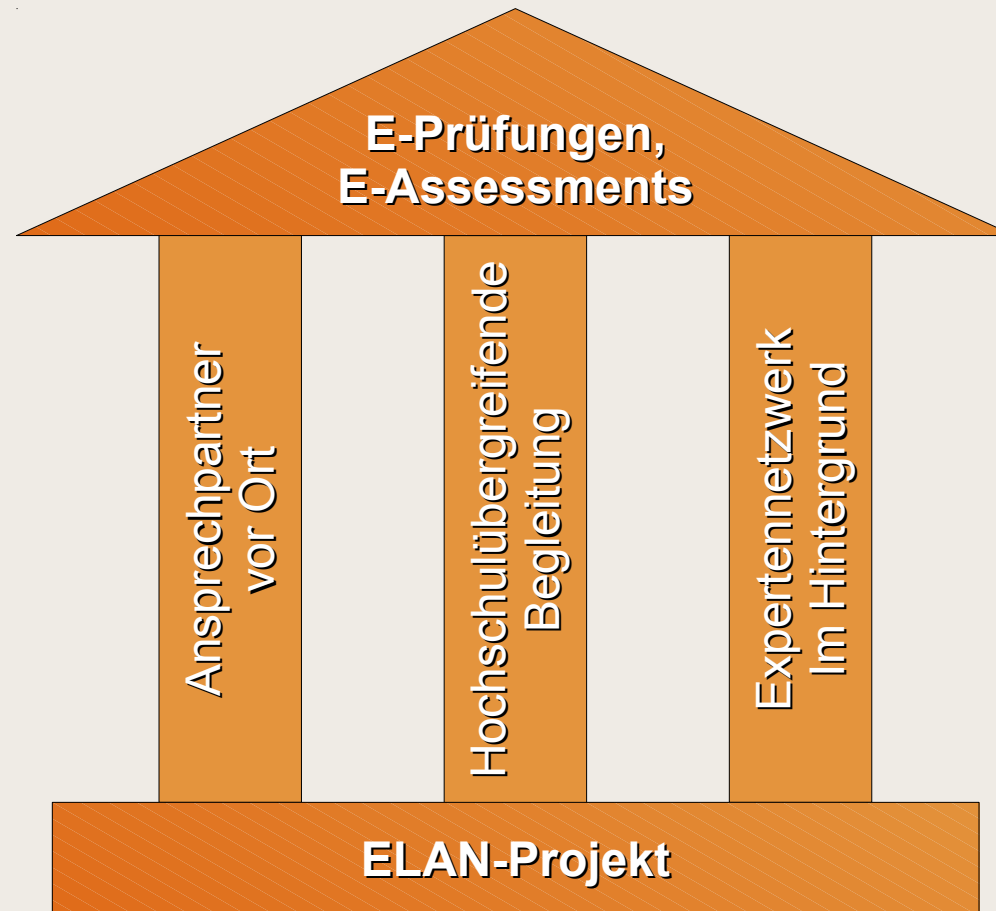 E-Prüfungen,
E-Assessments
Ansprechpartner
vor Ort
Hochschulübergreifende
Begleitung
Expertennetzwerk
Im Hintergrund
ELAN-Projekt